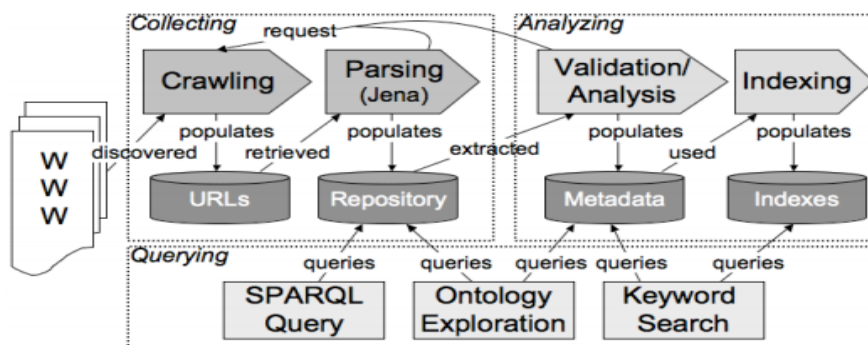 Collecting
request
Analyzing
Crawling
Parsing
(Jena)
Validation/
Analysis
Indexing
W
W
W
discovered
populates
retrieved
populates
extracted
populates
used
populates
URLs
Repository
Metadata
Indexes
Querying
queries
queries
queries
queries
queries
SPARQL
Query
Ontology
Exploration
Keyword
Search